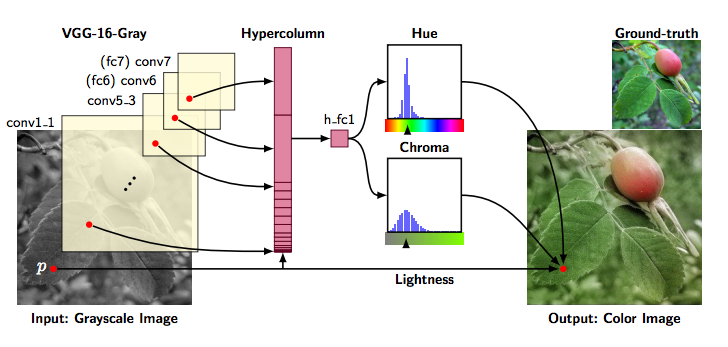 VGG-16-Gray
Hypercolumn
Hue
Ground-truth
(fc7) conv7
(fc6) conv6
conv5_3
conv1_1
h_fc1
Chroma
p
Lightness
Input: Grayscale Image
Output: Color Image